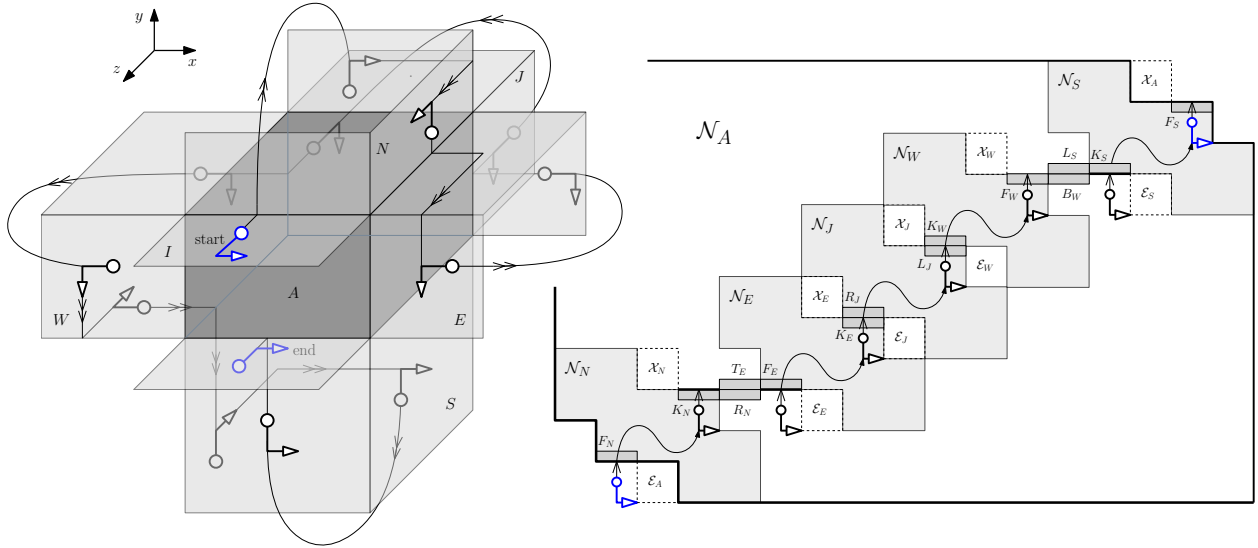 y
x
z
J
N
start
I
A
W
E
end
S
𝒩_A
𝒩_S
𝒳_A
F_S
𝒩_W
𝒳_W
L_S
K_S
F_W
B_W
ℰ_S
𝒩_J
𝒳_J
K_W
L_J
ℰ_W
𝒩_E
𝒳_E
R_J
K_E
ℰ_J
𝒩_N
𝒳_N
T_E
F_E
K_N
R_N
ℰ_E
F_N
ℰ_A